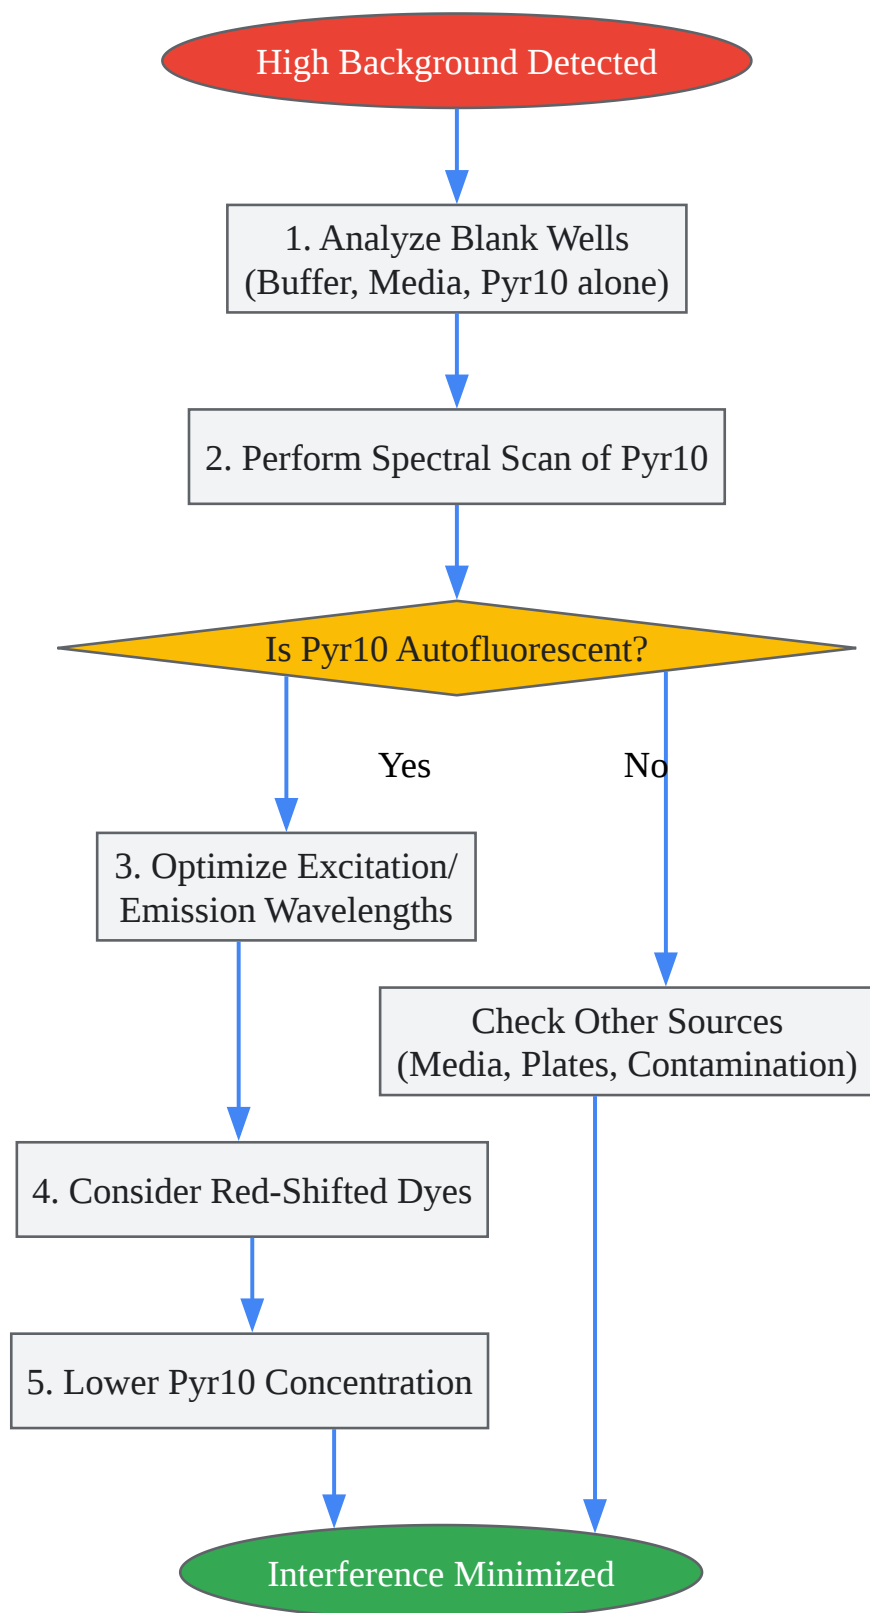 High Background Detected
1. Analyze Blank Wells
(Buffer, Media, Pyr10 alone)
2. Perform Spectral Scan of Pyr10
Is Pyr10 Autofluorescent?
Yes
No
3. Optimize Excitation/
Emission Wavelengths
Check Other Sources
(Media, Plates, Contamination)
4. Consider Red-Shifted Dyes
5. Lower Pyr10 Concentration
Interference Minimized